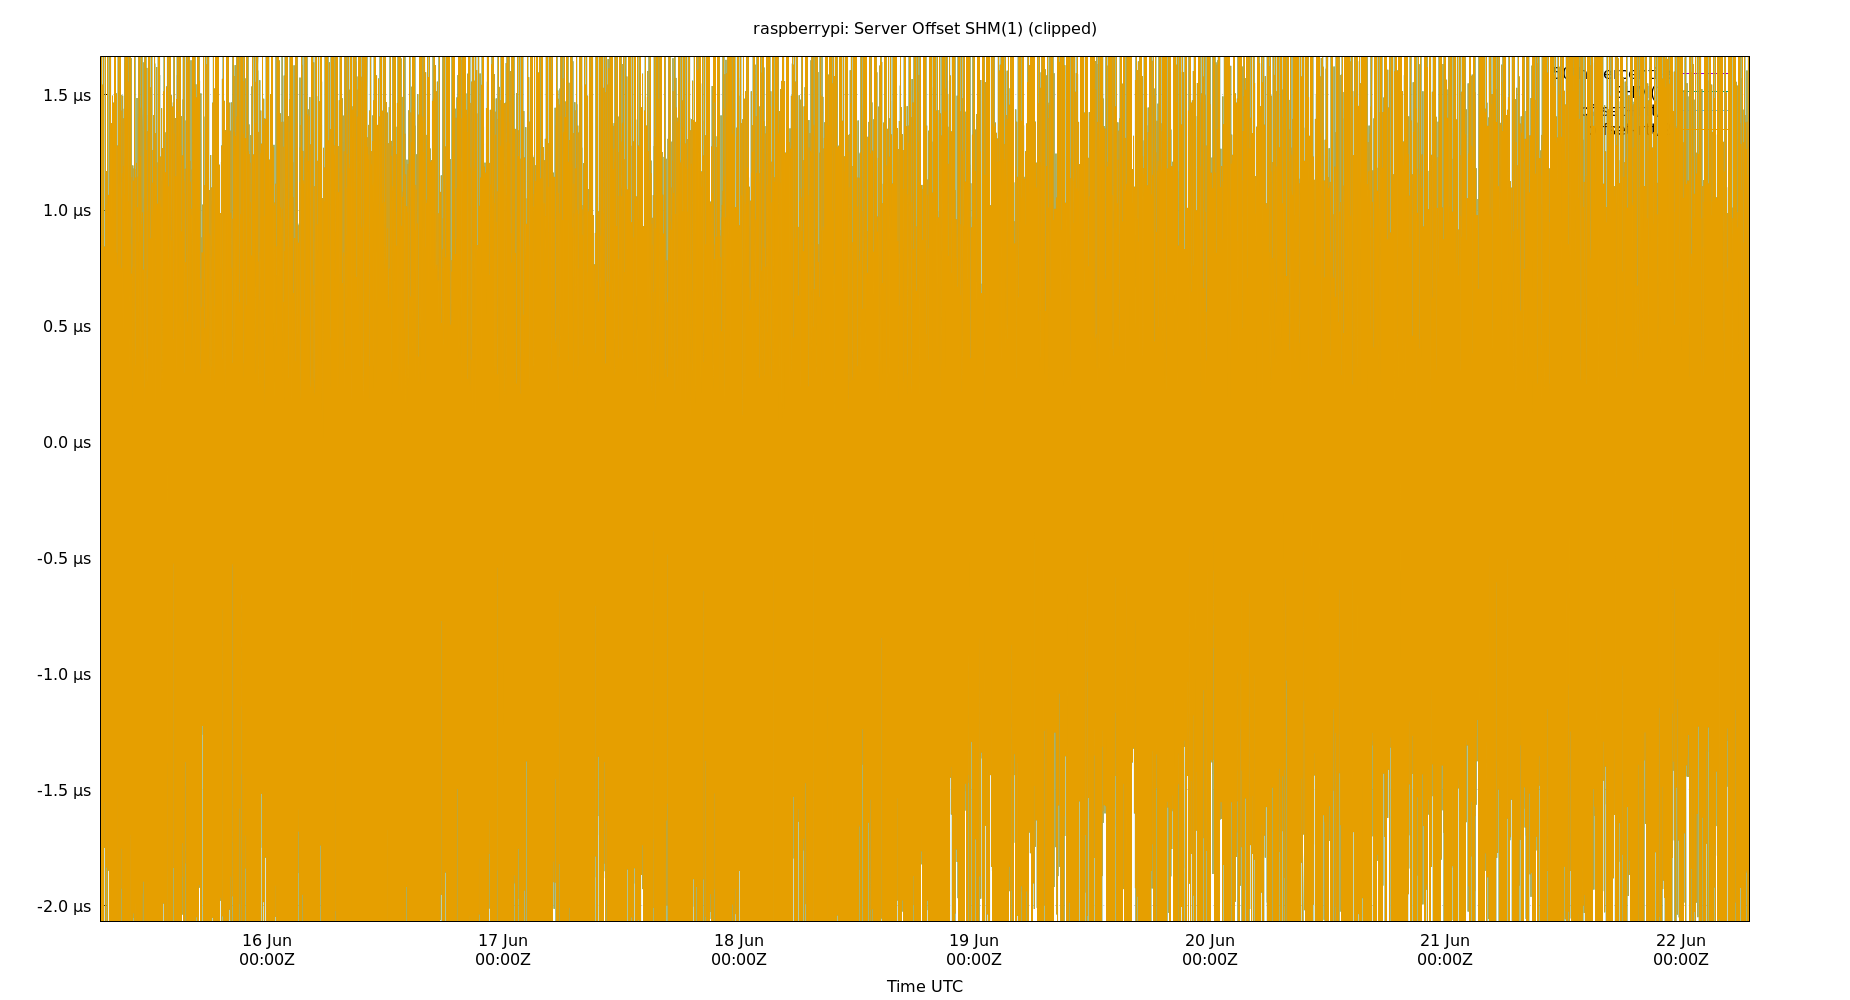 raspberrypi: Server Offset SHM(1) (clipped)
1.5 μs
1.0 μs
0.5 μs
0.0 μs
-0.5 μs
-1.0 μs
-1.5 μs
-2.0 μs
16 Jun 17 Jun 18 Jun 19 Jun 20 Jun 21 Jun 22 Jun
00:00Z 00:00Z 00:00Z 00:00Z 00:00Z 00:00Z 00:00Z
Time UTC